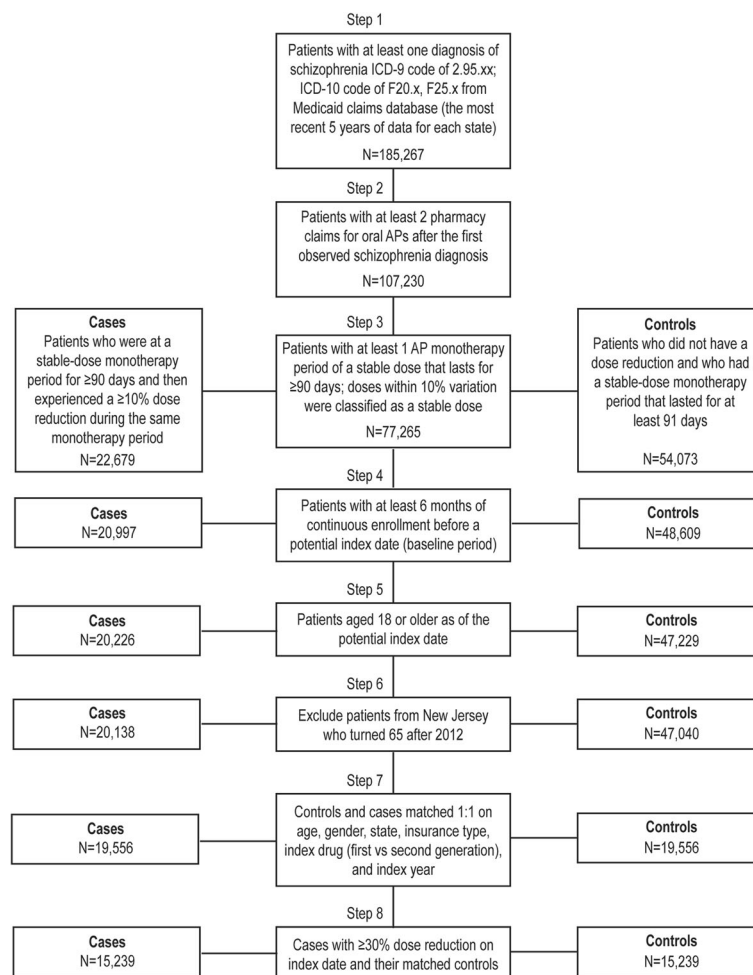 Step 1
Patients with at least one diagnosis of
schizophrenia ICD-9 code of 2.95.xx;
ICD-10 code of F20.x, F25.x from
Medicaid claims database (the most
recent 5 years of data for each state)
N=185,267
Step 2
Patients with at least 2 pharmacy
claims for oral APs after the first
observed schizophrenia diagnosis
N=107,230
Step 3
Cases
Patients who were at a
stable-dose monotherapy
period for ≥90 days and then
experienced a ≥10% dose
reduction during the same
monotherapy period
N=22,679
Patients with at least 1 AP monotherapy
period of a stable dose that lasts for
≥90 days; doses within 10% variation
were classified as a stable dose
N=77,265
Controls
Patients who did not have a
dose reduction and who had
a stable-dose monotherapy
period that lasted for at
least 91 days
N=54,073
Step 4
Cases
N=20,997
Patients with at least 6 months of
continuous enrollment before a
potential index date (baseline period)
Controls
N=48,609
Step 5
Cases
N=20,226
Patients aged 18 or older as of the
potential index date
Controls
N=47,229
Step 6
Cases
N=20,138
Exclude patients from New Jersey
who turned 65 after 2012
Controls
N=47,040
Step 7
Cases
N=19,556
Controls and cases matched 1:1 on
age, gender, state, insurance type,
index drug (first vs second generation),
and index year
Controls
N=19,556
Step 8
Cases
N=15,239
Cases with ≥30% dose reduction on
index date and their matched controls
Controls
N=15,239